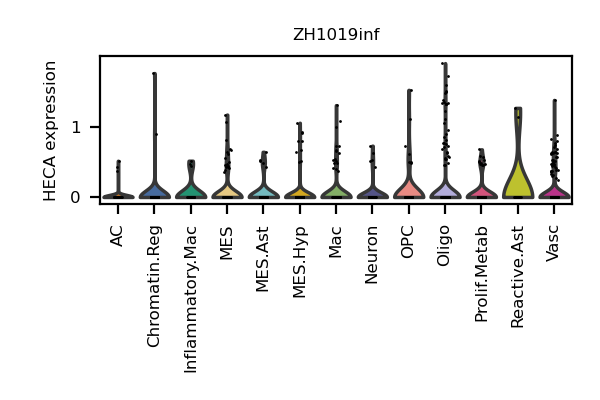 ZH1019inf
HECA expression
1
0
AC
Chromatin.Reg
Inflammatory.Mac
MES
MES.Ast
MES.Hyp
Mac
Neuron
OPC
Oligo
Prolif.Metab
Reactive.Ast
Vasc